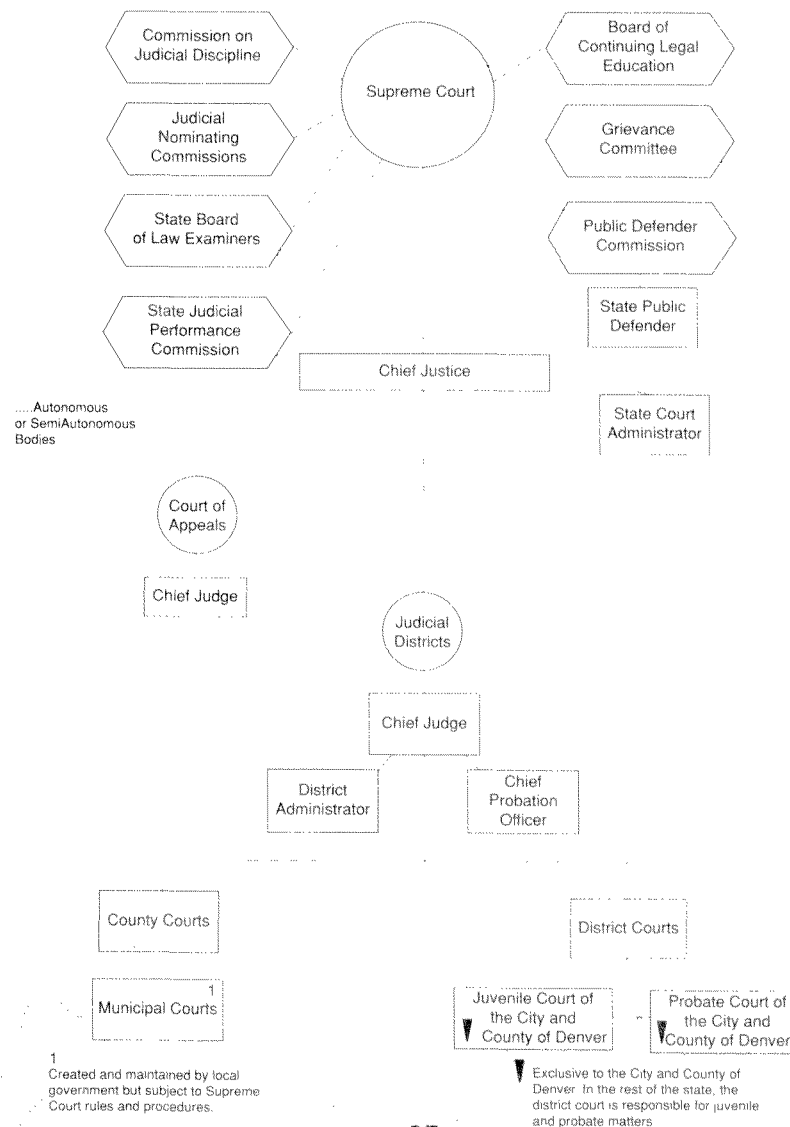 Commission on
Judicial Discipline
Supreme Court
Board of
Continuing Legal
Education
Judicial
Nominating
Commissions
Grievance
Committee
State Board
of Law Examiners
Public Defender
Commission
State Judicial
Performance
Commission
State Public
Defender
Chief Justice
.....Autonomous
or SemiAutonomous
Bodies
State Court
Administrator
Court of
Appeals
Chief Judge
Judicial
Districts
Chief Judge
District
Administrator
Chief
Probation
Officer
County Courts
District Courts
Municipal Courts 1
Juvenile Court of
the City and
County of Denver
Probate Court of
the City and
County of Denver
1
Created and maintained by local
government but subject to Supreme
Court rules and procedures.
Exclusive to the City and County of
Denver In the rest of the state, the
district court is responsible for juvenile
and probate matters